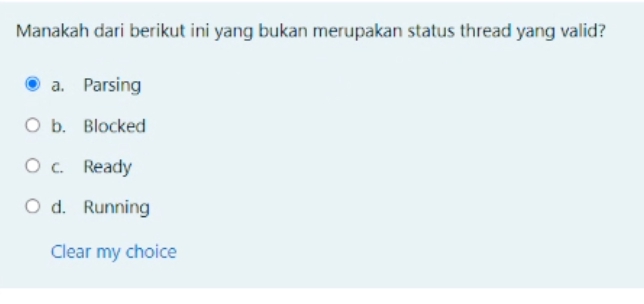 Manakah dari berikut ini yang bukan merupakan status thread yang valid?
a. Parsing
b. Blocked
c. Ready
d. Running
Clear my choice